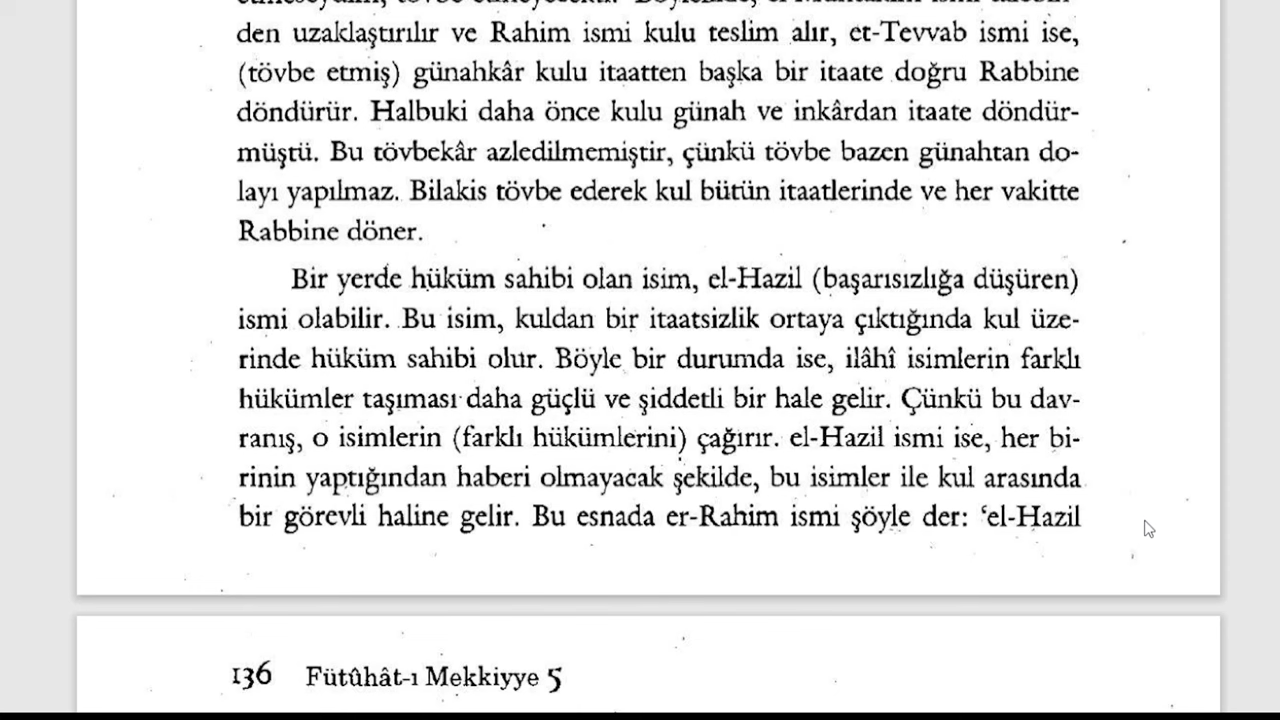 den uzaklaştırılır ve Rahim ismi kulu teslim alır, et-Tevvab ismi ise,
(tövbe etmiş) günahkâr kulu itaatten başka bir itaate doğru Rabbine
döndürür. Halbuki daha önce kulu günah ve inkârdan itaate döndür-
müştü. Bu tövbekâr azledilmemiştir, çünkü tövbe bazen günahtan do-
layı yapılmaz. Bilakis tövbe ederek kul bütün itaatlerinde ve her vakitte
Rabbine döner.
Bir yerde hüküm sahibi olan isim, el-Hazil (başarısızlığa düşüren)
ismi olabilir. Bu isim, kuldan bir itaatsizlik ortaya çıktığında kul üze-
rinde hüküm sahibi olur. Böyle bir durumda ise, ilâhî isimlerin farklı
hükümler taşıması daha güçlü ve şiddetli bir hale gelir. Çünkü bu dav-
ranış, o isimlerin (farklı hükümlerini) çağırır. el-Hazil ismi ise, her bi-
rinin yaptığından haberi olmayacak şekilde, bu isimler ile kul arasında
bir görevli haline gelir. Bu esnada er-Rahim ismi şöyle der: ‘el-Hazil
136 Fütûhât-ı Mekkiyye 5